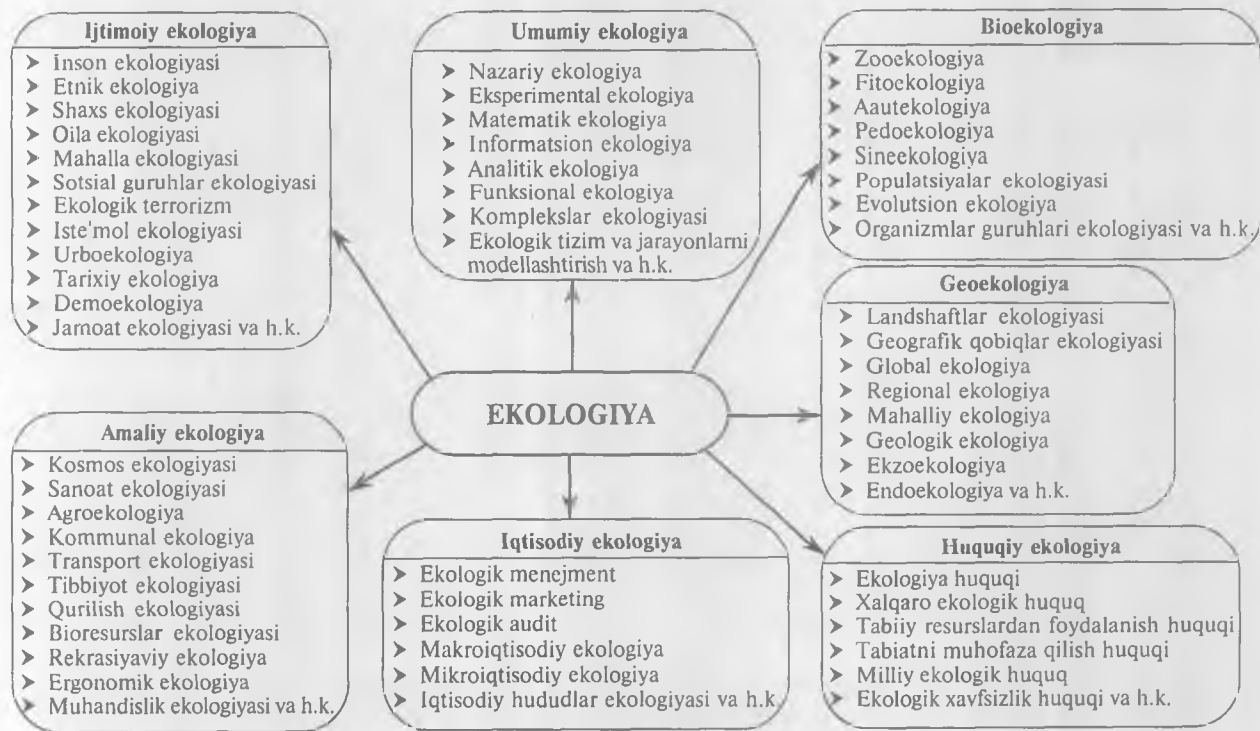 Ijtimoiy ekologiya
➤ Inson ekologiyasi
➤ Etnik ekologiya
➤ Shaxs ekologiyasi
➤ Oila ekologiyasi
➤ Mahalla ekologiyasi
➤ Sotsial guruhlar ekologiyasi
➤ Ekologik terrorizm
➤ Iste'mol ekologiyasi
➤ Urboekologiya
➤ Tarixiy ekologiya
➤ Demoekologiya
➤ Jamoat ekologiyasi va h.k.
Umumiy ekologiya
➤ Nazariy ekologiya
➤ Eksperimental ekologiya
➤ Matematik ekologiya
➤ Informatsion ekologiya
➤ Analitik ekologiya
➤ Funksional ekologiya
➤ Komplekslar ekologiyasi
➤ Ekologik tizim va jarayonlarni
modellashtirish va h.k.
Bioekologiya
➤ Zooekologiya
➤ Fitoekologiya
➤ Aautekologiya
➤ Pedoekologiya
➤ Sineekologiya
➤ Populatsiyalar ekologiyasi
➤ Evolutsion ekologiya
➤ Organizmlar guruhlari ekologiyasi va h.k.
Geoekologiya
➤ Landshaftlar ekologiyasi
➤ Geografik qobiqlar ekologiyasi
➤ Global ekologiya
➤ Regional ekologiya
➤ Mahalliy ekologiya
➤ Geologik ekologiya
➤ Ekzoekologiya
➤ Endoekologiya va h.k.
EKOLOGIYA
Amaliy ekologiya
➤ Kosmos ekologiyasi
➤ Sanoat ekologiyasi
➤ Agroekologiya
➤ Kommunal ekologiya
➤ Transport ekologiyasi
➤ Tibbiyot ekologiyasi
➤ Qurilish ekologiyasi
➤ Bioresurslar ekologiyasi
➤ Rekrasiyaviy ekologiya
➤ Ergonomik ekologiya
➤ Muhandislik ekologiyasi va h.k.
Iqtisodiy ekologiya
➤ Ekologik menejment
➤ Ekologik marketing
➤ Ekologik audit
➤ Makroiqtisodiy ekologiya
➤ Mikroiqtisodiy ekologiya
➤ Iqtisodiy hududlar ekologiyasi va h.k.
Huquqiy ekologiya
➤ Ekologiya huquqi
➤ Xalqaro ekologik huquq
➤ Tabiiy resurslardan foydalanish huquqi
➤ Tabiatni muhofaza qilish huquqi
➤ Milliy ekologik huquq
➤ Ekologik xavfsizlik huquqi va h.k.